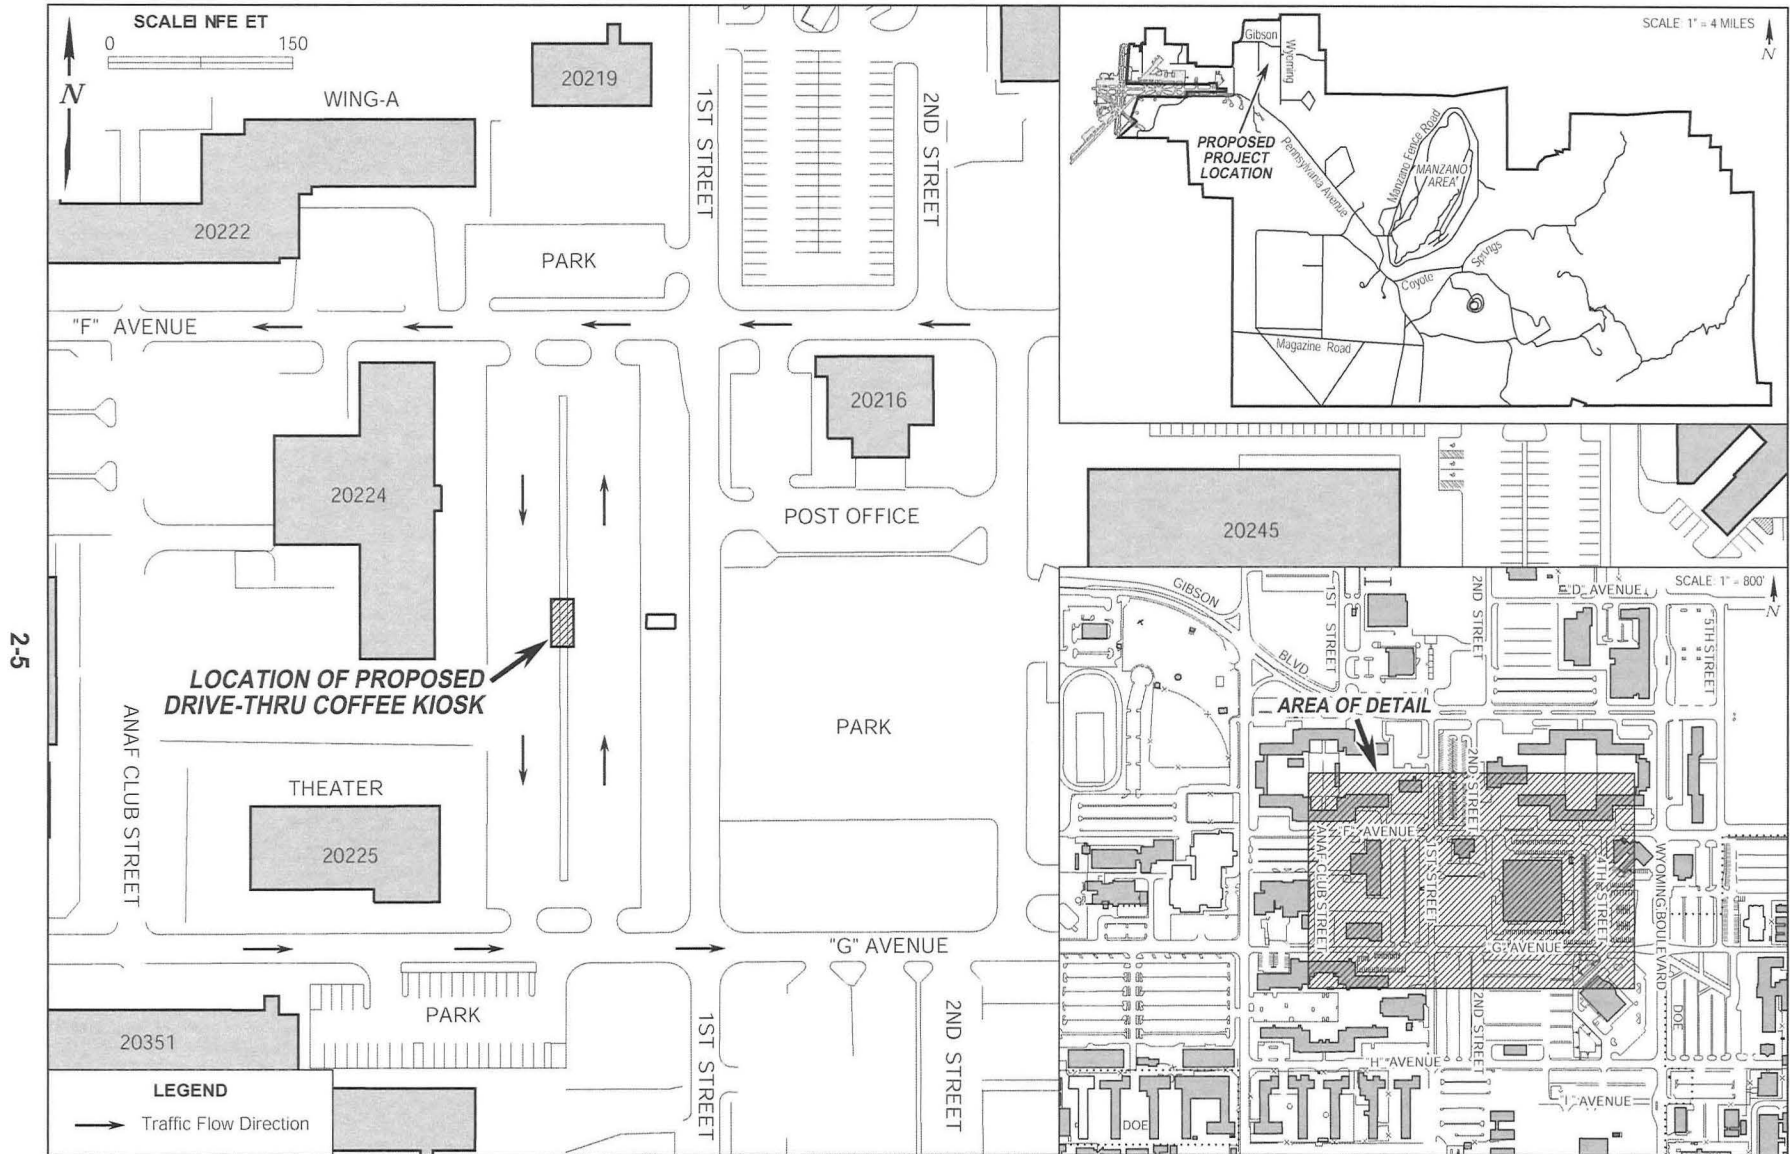 SCALEI NFE ET
0 150
N
WING-A
20219
20222
PARK
1ST STREET
2ND STREET
"F" AVENUE
20224
20216
POST OFFICE
LOCATION OF PROPOSED
DRIVE-THRU COFFEE KIOSK
PARK
ANAF CLUB STREET
THEATER
20225
"G" AVENUE
PARK
20351
1ST STREET
2ND STREET
LEGEND
Traffic Flow Direction
2-5
SCALE: 1" = 4 MILES
N
Gibson
Wyoming
PROPOSED
PROJECT
LOCATION
Pennsylvania Avenue
Manzano Fence Road
MANZANO
AREA
Coyote
Springs
Magazine Road
20245
SCALE: 1" = 800'
N
GIBSON
BLVD
1ST STREET
2ND STREET
"D" AVENUE
5TH STREET
AREA OF DETAIL
2ND STREET
"F" AVENUE
ANAF CLUB STREET
1ST STREET
4TH STREET
WYOMING BOULEVARD
"G" AVENUE
2ND STREET
DOE
"H" AVENUE
"I" AVENUE
DOE